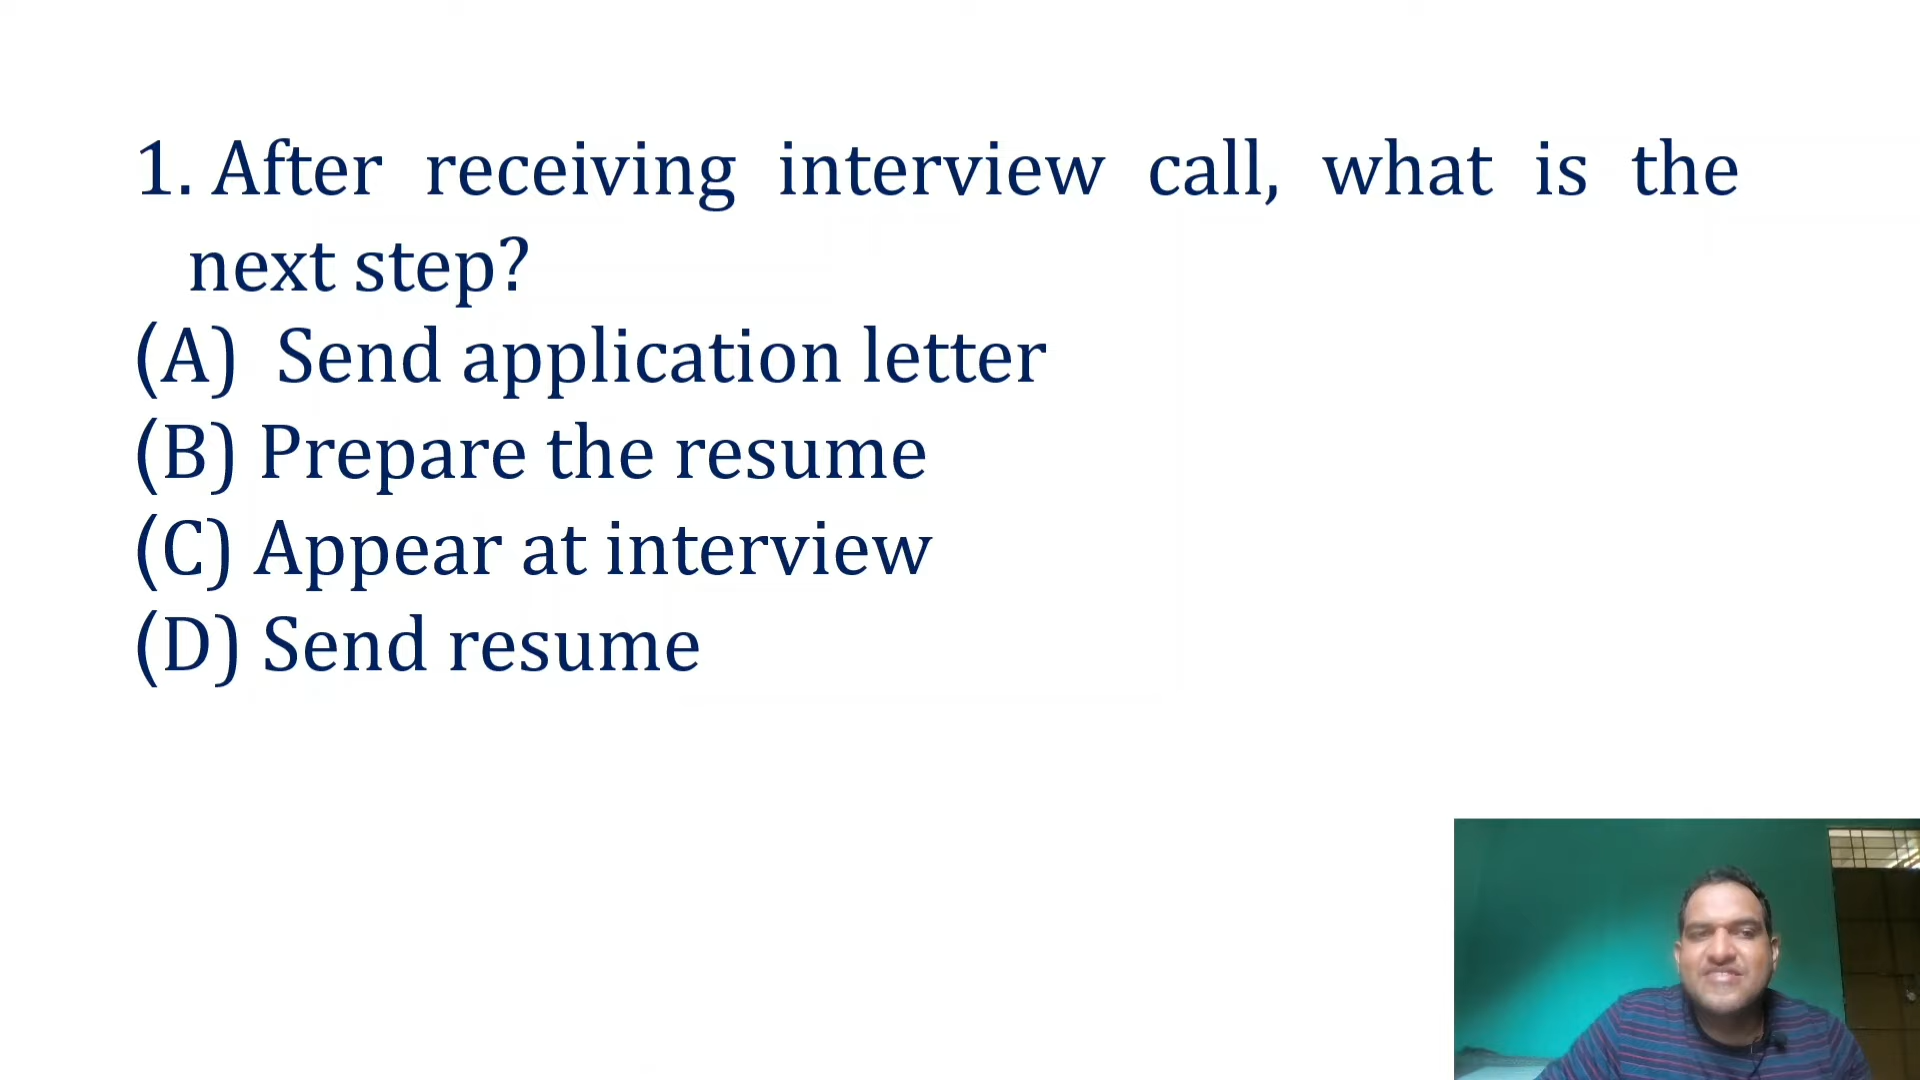 1. After receiving interview call, what is the
next step?
(A) Send application letter
(B) Prepare the resume
(C) Appear at interview
(D) Send resume